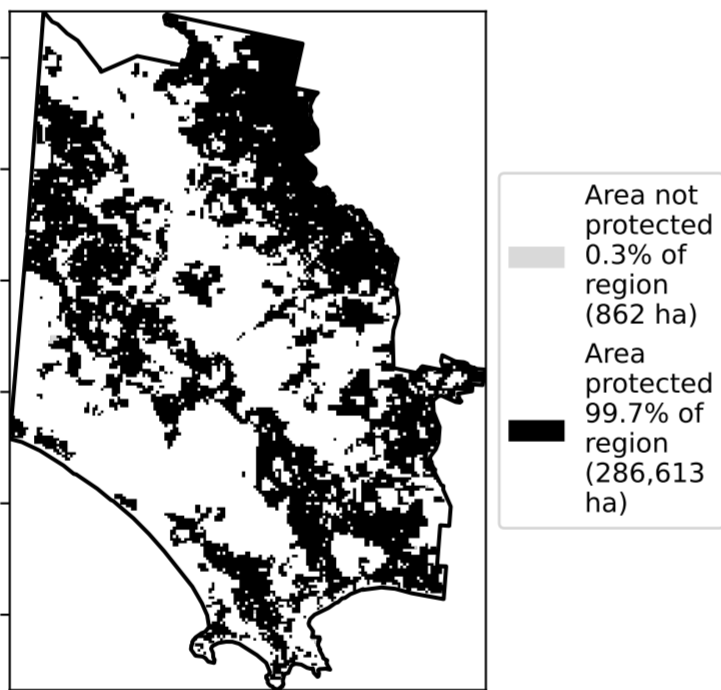 Area not
protected
0.3% of
region
(862 ha)
Area
protected
99.7% of
region
(286,613
ha)